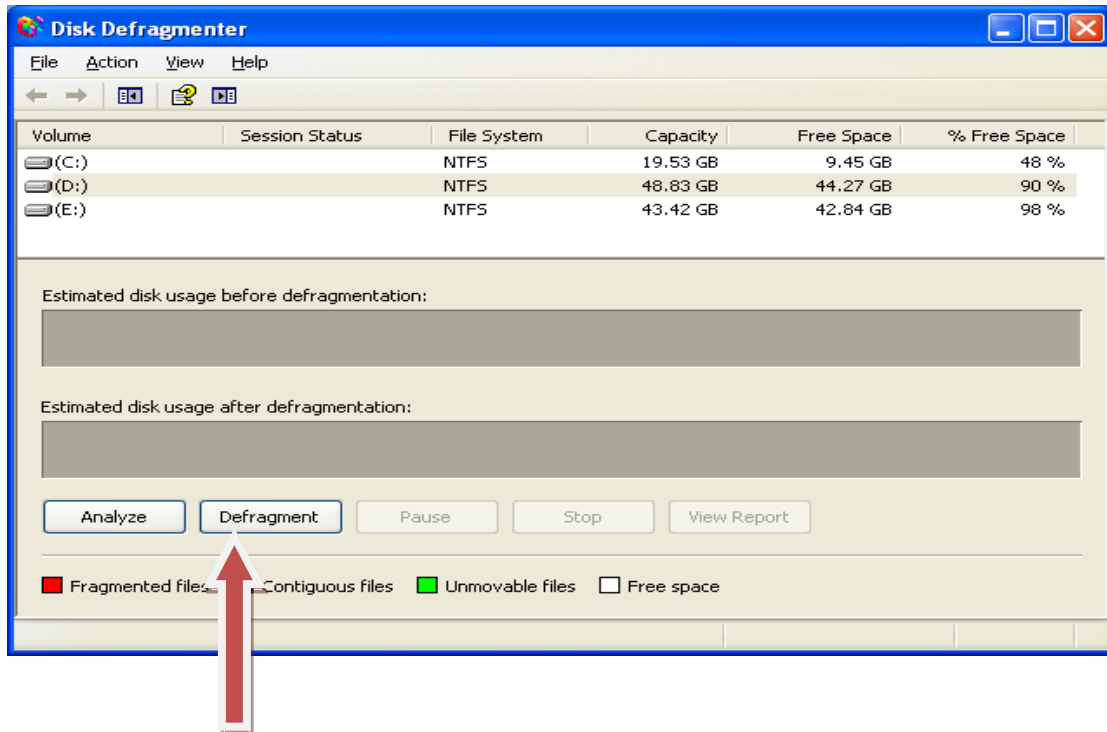 Disk Defragmenter
File Action View Help
Volume Session Status File System Capacity Free Space % Free Space
(C:) NTFS 19.53 GB 9.45 GB 48 %
(D:) NTFS 48.83 GB 44.27 GB 90 %
(E:) NTFS 43.42 GB 42.84 GB 98 %
Estimated disk usage before defragmentation:
Estimated disk usage after defragmentation:
Analyze Defragment Pause Stop View Report
Fragmented files Contiguous files Unmovable files Free space